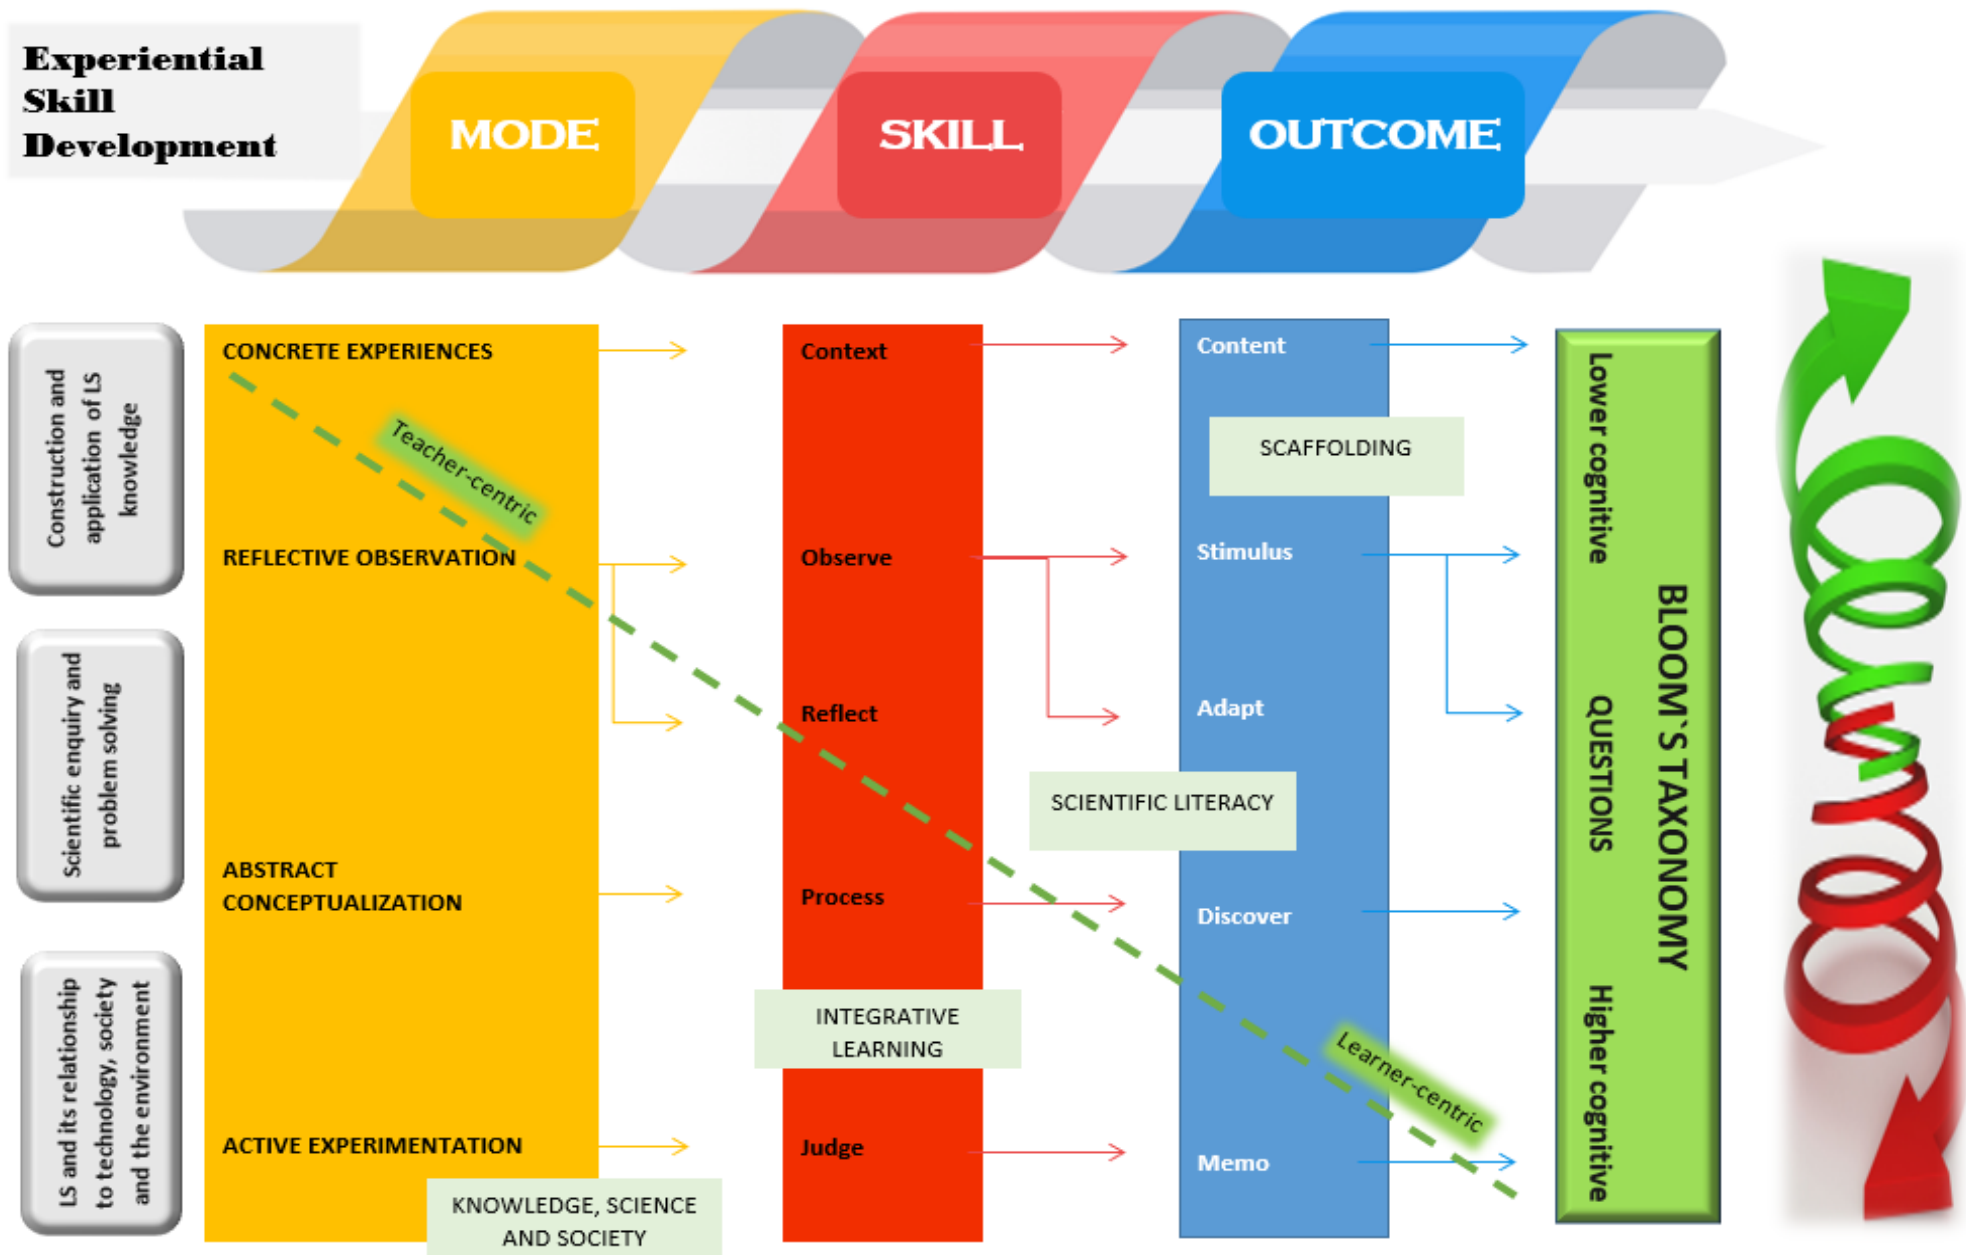 Experiential
Skill
Development
MODE
SKILL
OUTCOME
Construction and
application of LS
knowledge
Scientific enquiry and
problem solving
LS and its relationship
to technology, society
and the environment
CONCRETE EXPERIENCES
Teacher-centric
REFLECTIVE OBSERVATION
ABSTRACT
CONCEPTUALIZATION
ACTIVE EXPERIMENTATION
KNOWLEDGE, SCIENCE
AND SOCIETY
Context
Observe
Reflect
Process
INTEGRATIVE
LEARNING
Judge
Content
SCAFFOLDING
Stimulus
Adapt
SCIENTIFIC LITERACY
Discover
Learner-centric
Memo
Lower cognitive
QUESTIONS
Higher cognitive
BLOOM`S TAXONOMY